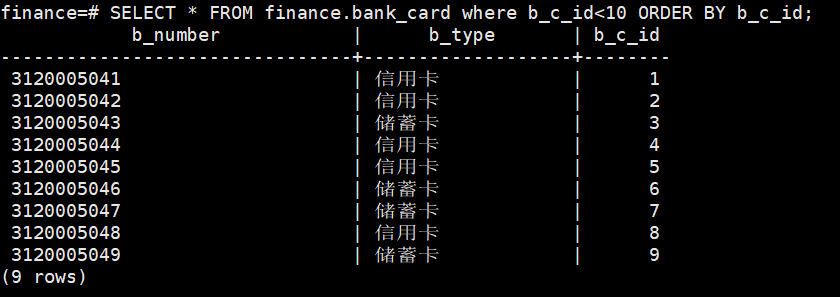 finance=# SELECT * FROM finance.bank_card where b_c_id<10 ORDER BY b_c_id;
            b_number            |      b_type       | b_c_id
--------------------------------+-------------------+--------
 3120005041                     | 信用卡            |      1
 3120005042                     | 信用卡            |      2
 3120005043                     | 储蓄卡            |      3
 3120005044                     | 信用卡            |      4
 3120005045                     | 信用卡            |      5
 3120005046                     | 储蓄卡            |      6
 3120005047                     | 储蓄卡            |      7
 3120005048                     | 信用卡            |      8
 3120005049                     | 储蓄卡            |      9
(9 rows)